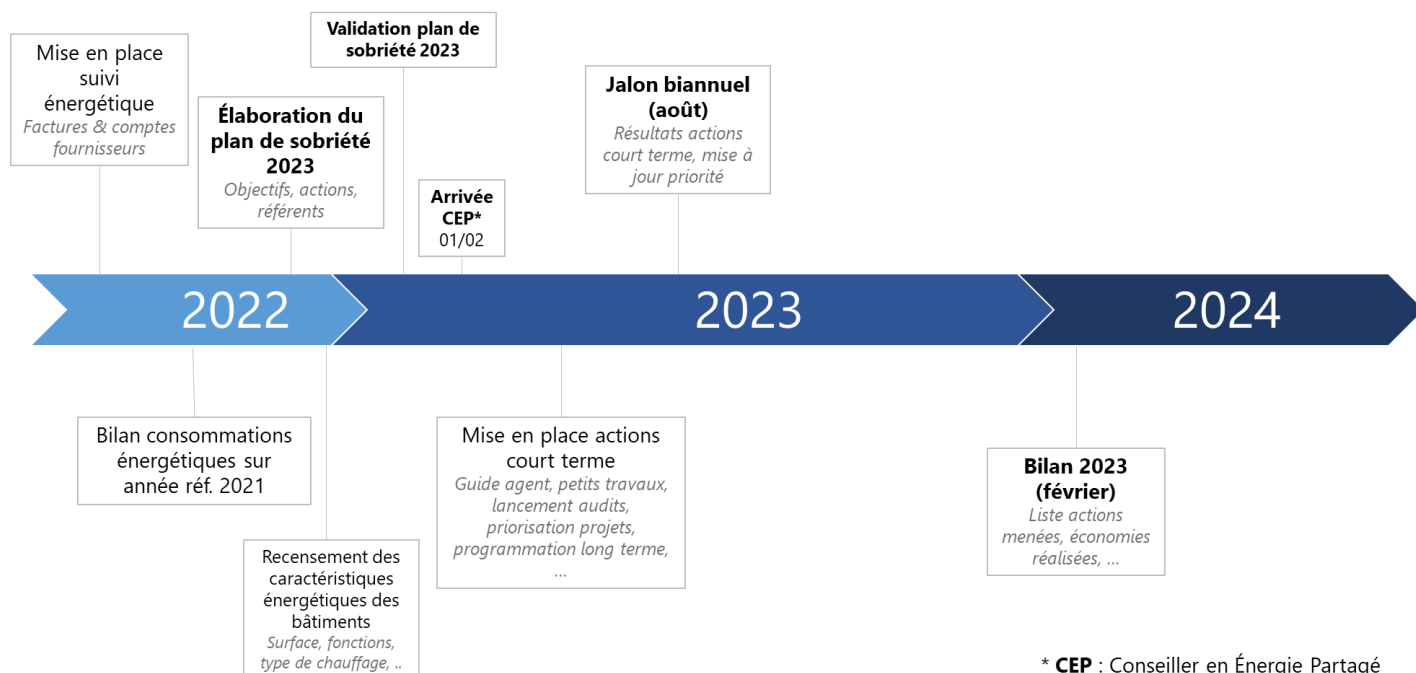 Mise en place
suivi
énergétique
Factures & comptes
fournisseurs
Élaboration du
plan de sobriété
2023
Objectifs, actions,
référents
Validation plan de
sobriété 2023
Arrivée
CEP*
01/02
Jalon biannuel
(août)
Résultats actions
court terme, mise à
jour priorité
2022
2023
2024
Bilan consommations
énergétiques sur
année réf. 2021
Recensement des
caractéristiques
énergétiques des
bâtiments
Surface, fonctions,
type de chauffage, ..
Mise en place actions
court terme
Guide agent, petits travaux,
lancement audits,
priorisation projets,
programmation long terme,
...
Bilan 2023
(février)
Liste actions
menées, économies
réalisées, ...
* CEP : Conseiller en Énergie Partagé